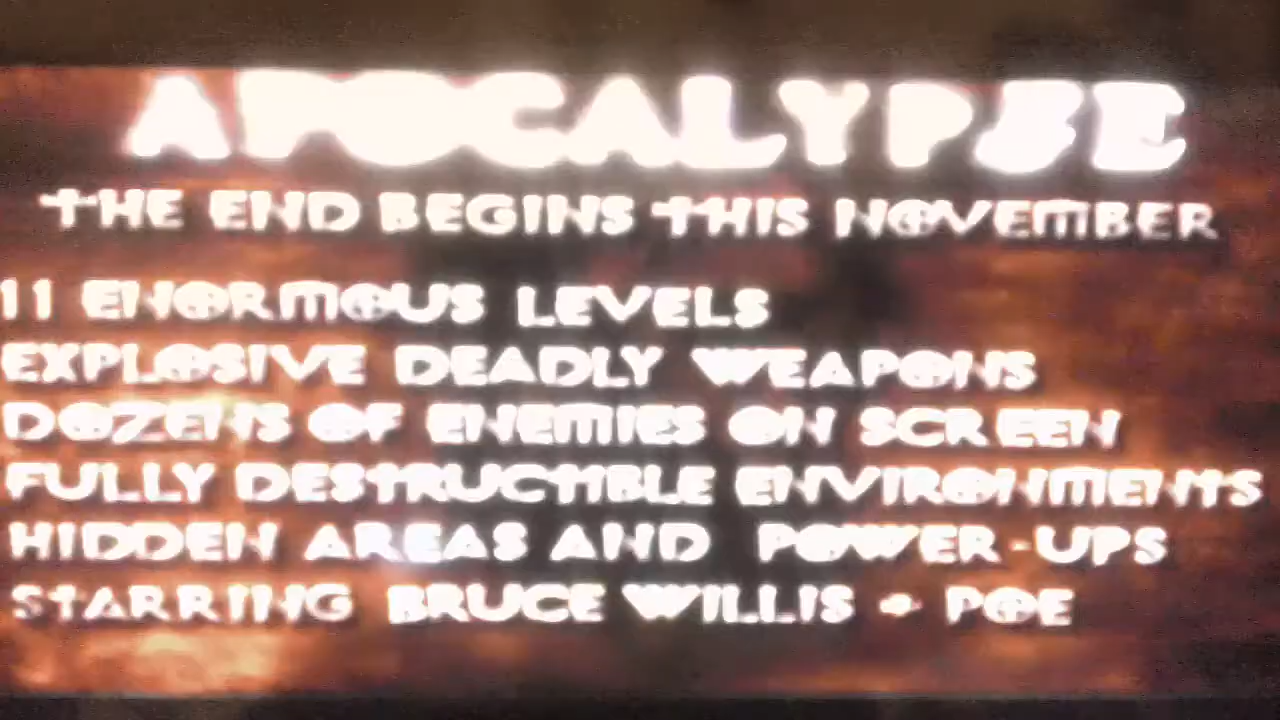 APOCALYPSE
THE END BEGINS THIS NOVEMBER
11 ENORMOUS LEVELS
EXPLOSIVE DEADLY WEAPONS
DOZENS OF ENEMIES ON SCREEN
FULLY DESTRUCTIBLE ENVIRONMENTS
HIDDEN AREAS AND POWER-UPS
STARRING BRUCE WILLIS + POE